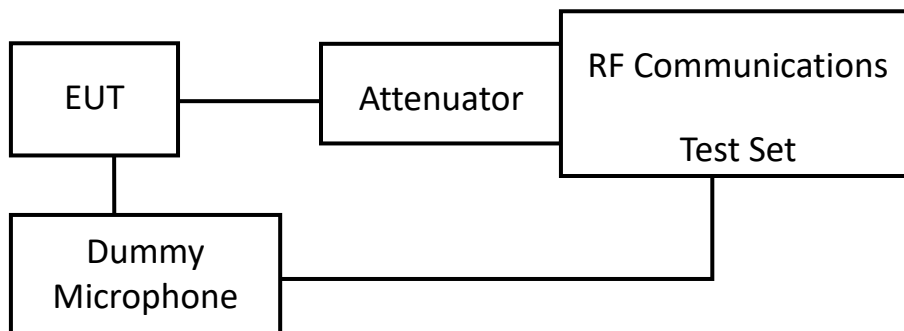 EUT
Attenuator
RF Communications
Test Set
Dummy
Microphone